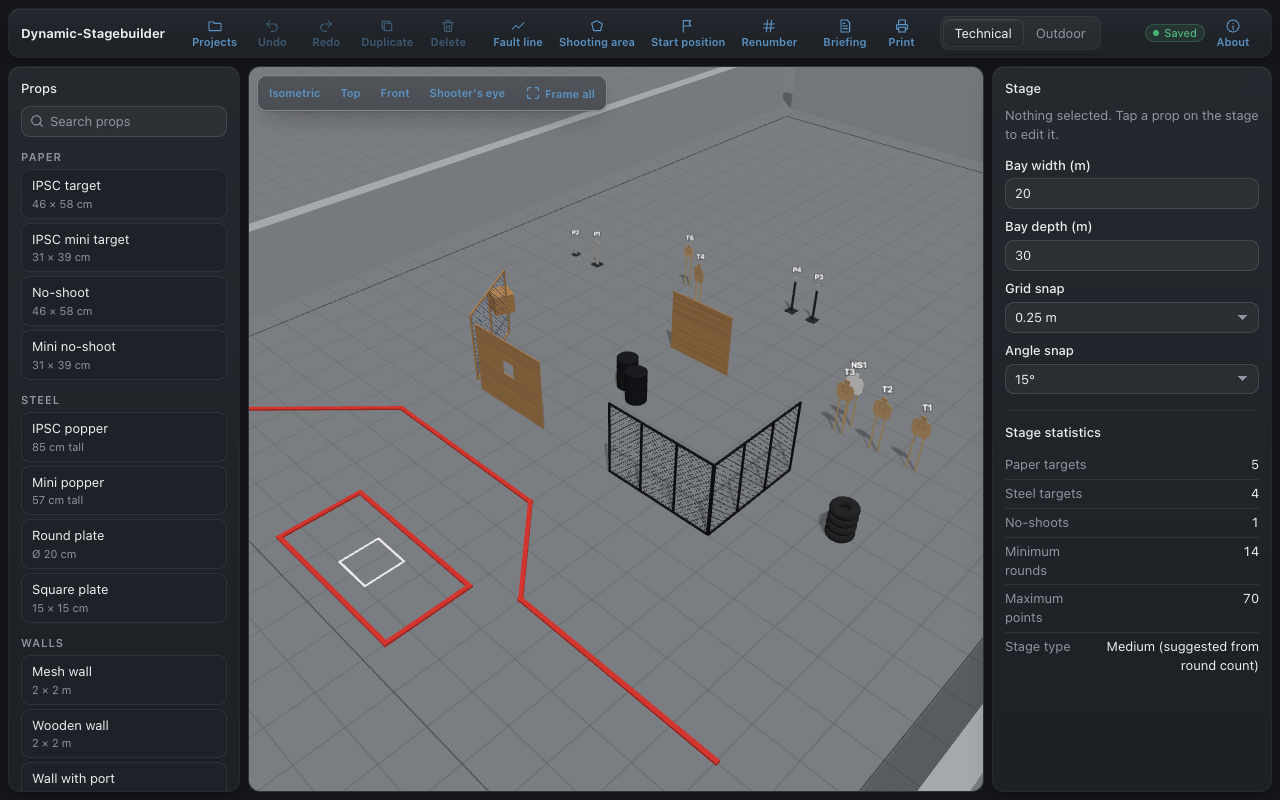 Dynamic-Stagebuilder
Projects
Undo
Redo
Duplicate
Delete
Fault line
Shooting area
Start position
Renumber
Briefing
Print
Technical
Outdoor
Saved
About
Props
Search props
PAPER
IPSC target
46 × 58 cm
IPSC mini target
31 × 39 cm
No-shoot
46 × 58 cm
Mini no-shoot
31 × 39 cm
STEEL
IPSC popper
85 cm tall
Mini popper
57 cm tall
Round plate
Ø 20 cm
Square plate
15 × 15 cm
WALLS
Mesh wall
2 × 2 m
Wooden wall
2 × 2 m
Wall with port
Isometric
Top
Front
Shooter's eye
Frame all
P2
P1
T5
T4
P4
P3
NS1
T3
T2
T1
Stage
Nothing selected. Tap a prop on the stage
to edit it.
Bay width (m)
20
Bay depth (m)
30
Grid snap
0.25 m
Angle snap
15°
Stage statistics
Paper targets 5
Steel targets 4
No-shoots 1
Minimum rounds 14
Maximum points 70
Stage type Medium (suggested from
round count)